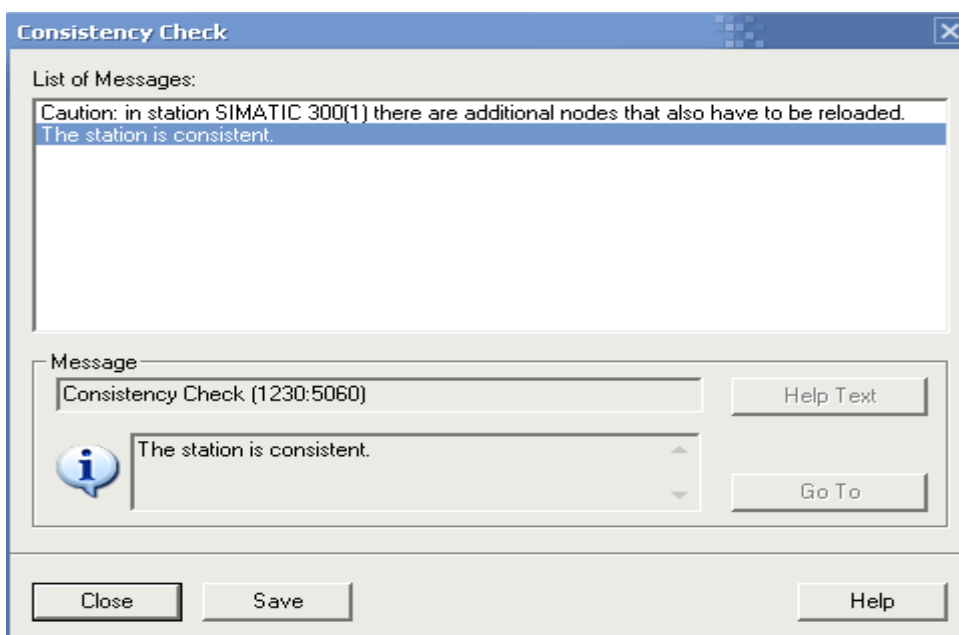 Consistency Check
List of Messages:
Caution: in station SIMATIC 300(1) there are additional nodes that also have to be reloaded.
The station is consistent.
Message
Consistency Check (1230:5060)
Help Text
The station is consistent.
Go To
Close
Save
Help